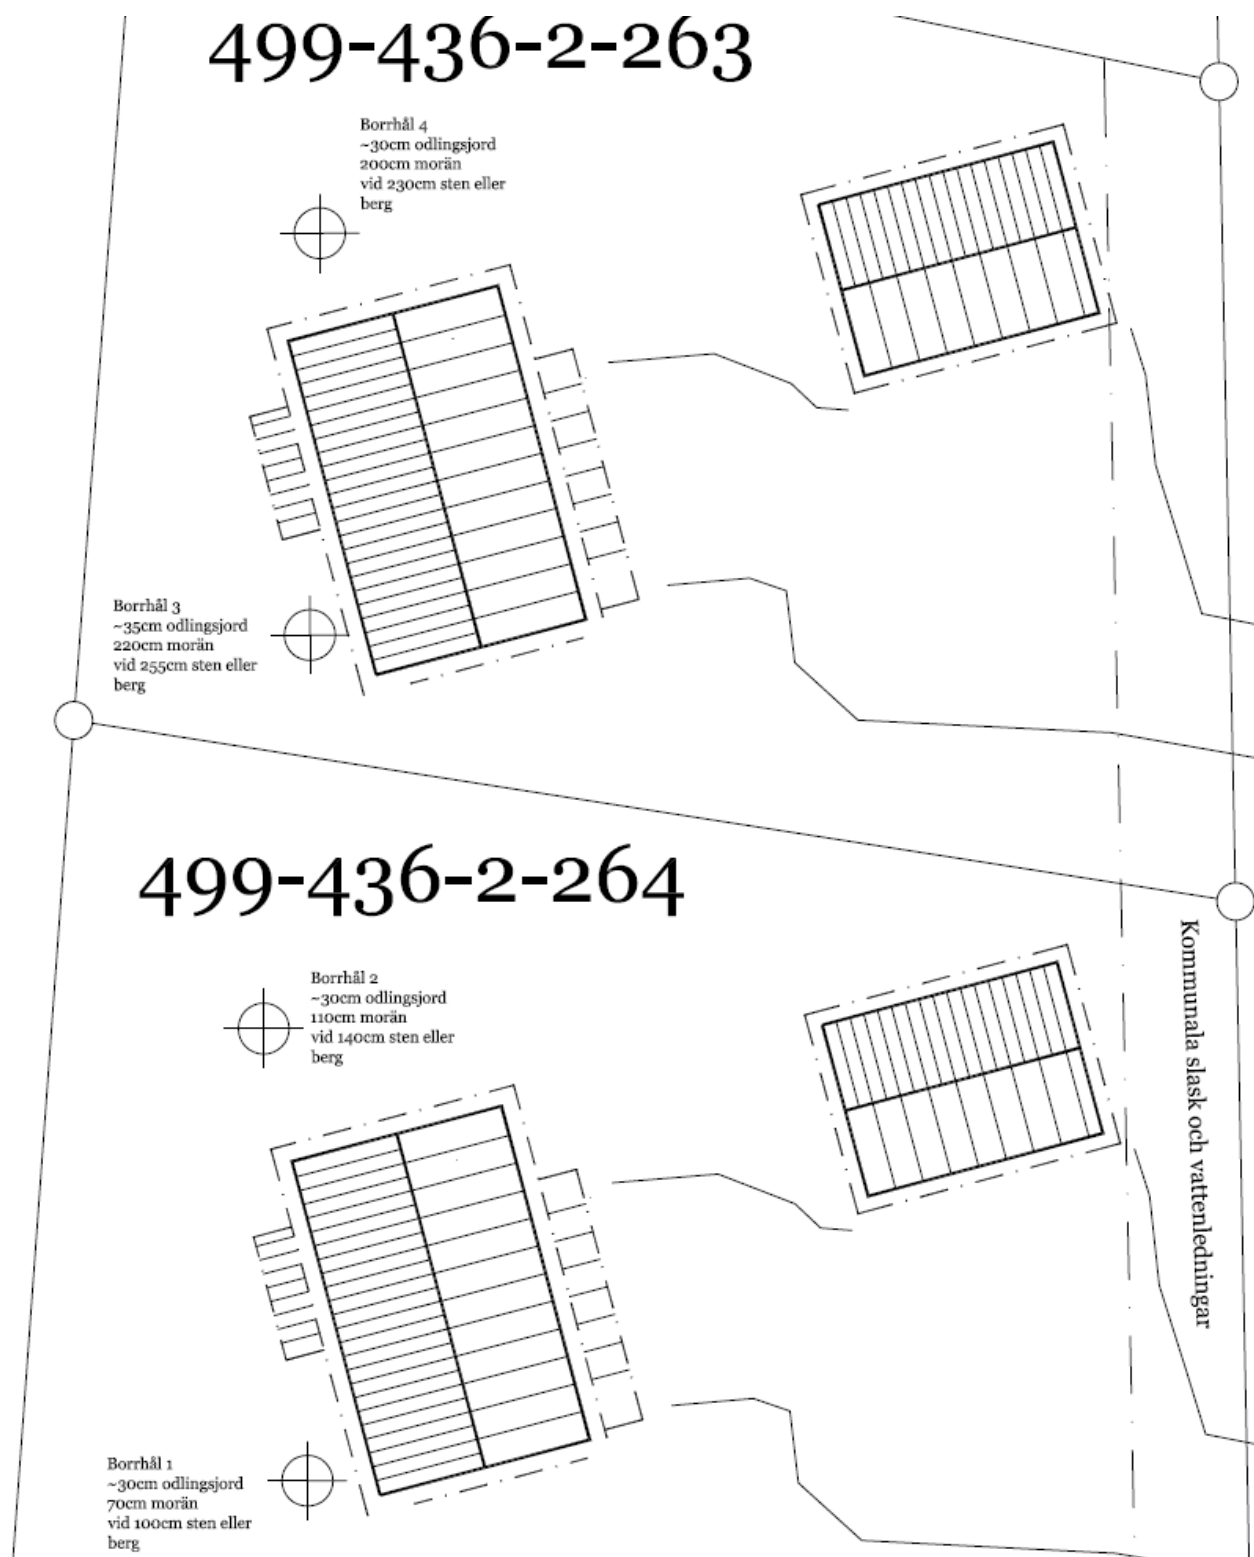 499-436-2-263
Borrhål 4
~30cm odlingsjord
200cm morän
vid 230cm sten eller
berg
Borrhål 3
~35cm odlingsjord
220cm morän
vid 255cm sten eller
berg
499-436-2-264
Kommunala slask och vattenledningar
Borrhål 2
~30cm odlingsjord
110cm morän
vid 140cm sten eller
berg
Borrhål 1
~30cm odlingsjord
70cm morän
vid 100cm sten eller
berg